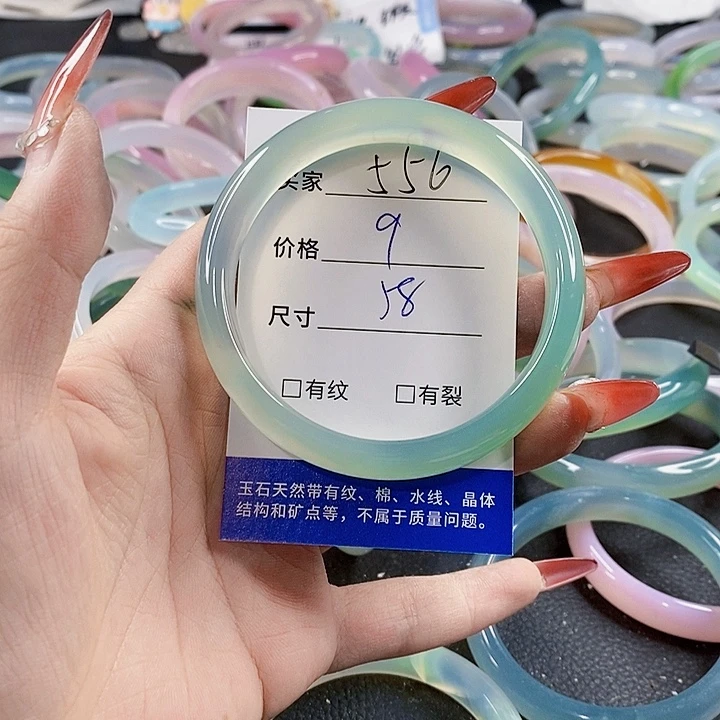 买家 556
价格 9
尺寸 58
□有纹 □有裂
玉石天然带有纹、棉、水线、晶体
结构和矿点等，不属于质量问题。